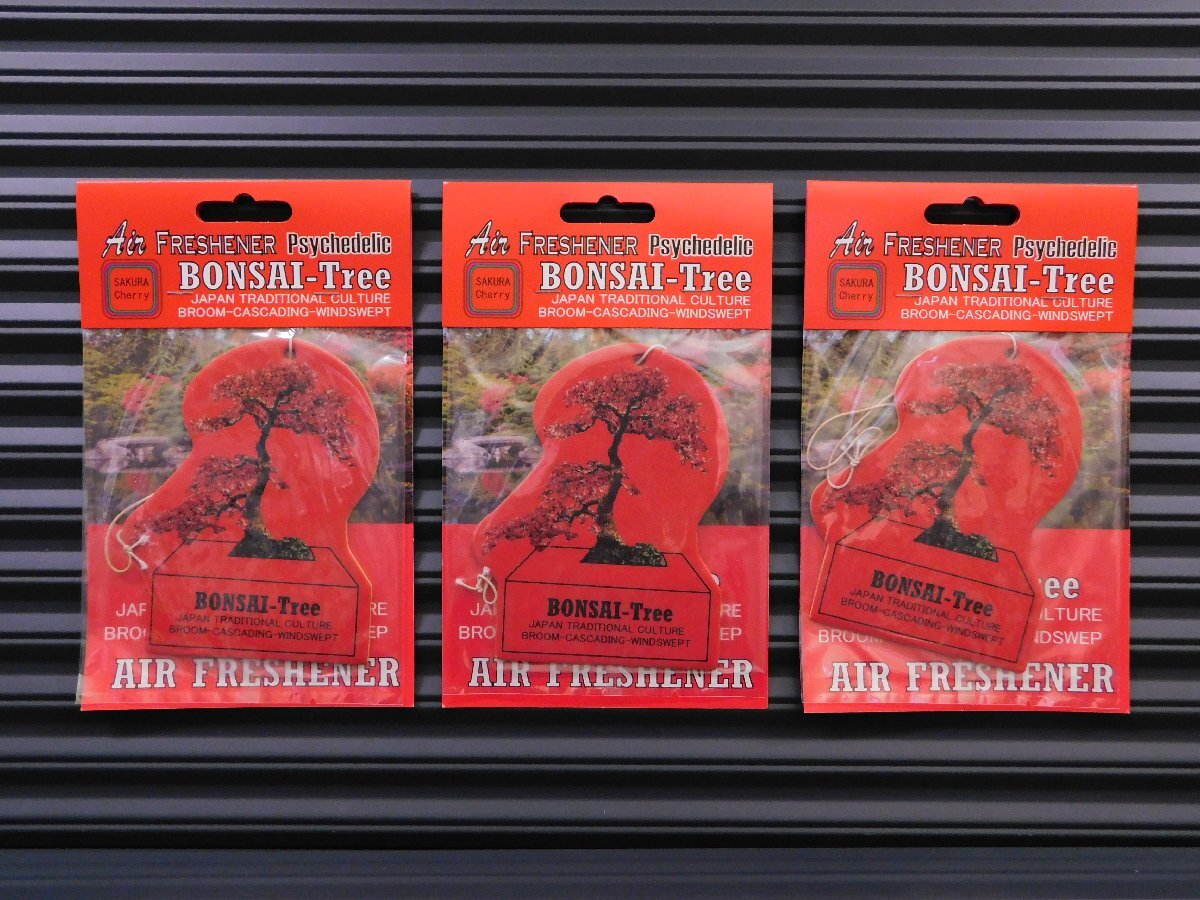 Air FRESHENER Psychedelic
SAKURA
Cherry
BONSAI-Tree
JAPAN TRADITIONAL CULTURE
BROOM-CASCADING-WINDSWEPT
BONSAI-Tree
JAPAN TRADITIONAL CULTURE
BROOM-CASCADING-WINDSWEPT
AIR FRESHENER
Air FRESHENER Psychedelic
SAKURA
Cherry
BONSAI-Tree
JAPAN TRADITIONAL CULTURE
BROOM-CASCADING-WINDSWEPT
BONSAI-Tree
JAPAN TRADITIONAL CULTURE
BROOM-CASCADING-WINDSWEPT
AIR FRESHENER
Air FRESHENER Psychedelic
SAKURA
Cherry
BONSAI-Tree
JAPAN TRADITIONAL CULTURE
BROOM-CASCADING-WINDSWEPT
BONSAI-Tree
JAPAN TRADITIONAL CULTURE
BROOM-CASCADING-WINDSWEPT
AIR FRESHENER